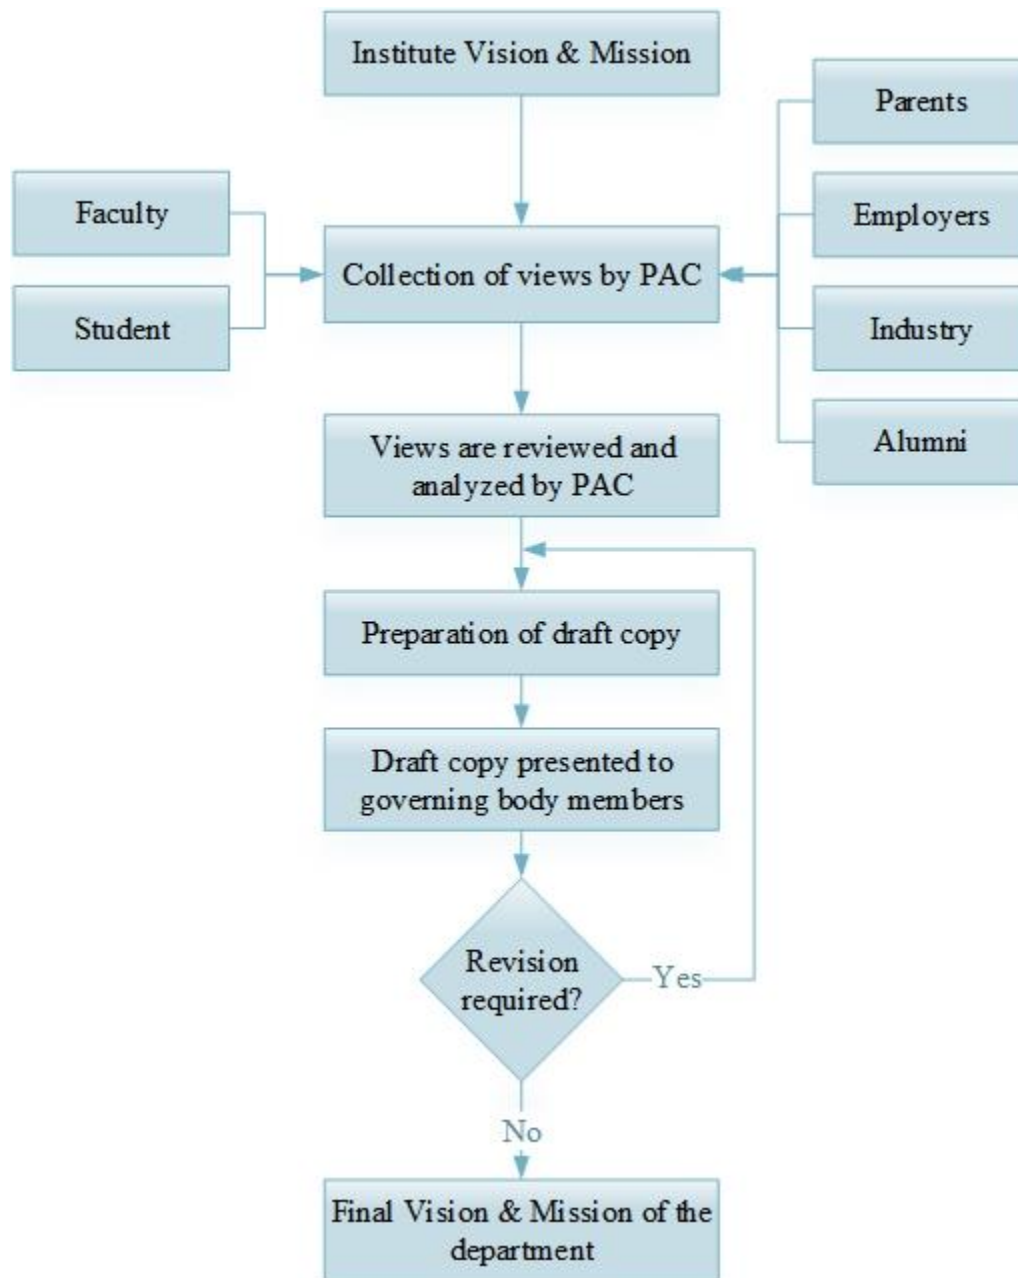 Institute Vision & Mission
Parents
Faculty
Employers
Collection of views by PAC
Student
Industry
Views are reviewed and
analyzed by PAC
Alumni
Preparation of draft copy
Draft copy presented to
governing body members
Revision
required?
Yes
No
Final Vision & Mission of the
department